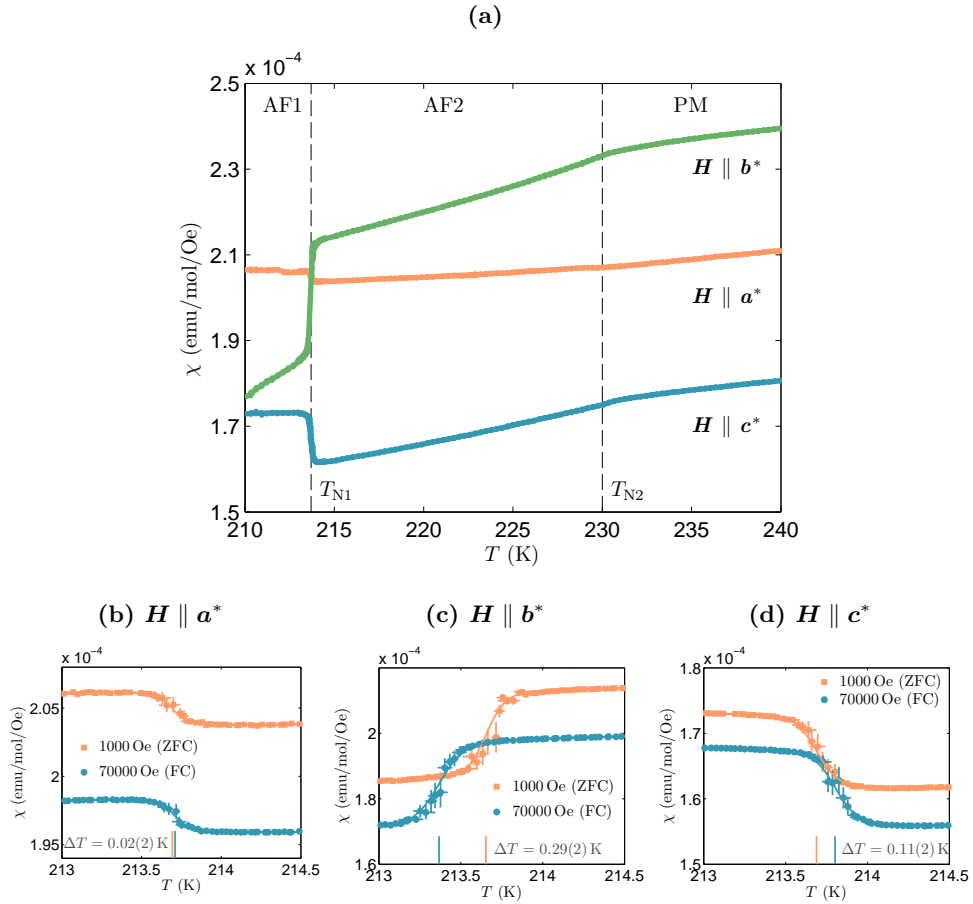 (a)
x 10⁻⁴
2.5
AF1
AF2
PM
2.3
H ∥ b*
2.1
χ (emu/mol/Oe)
H ∥ a*
1.9
1.7
H ∥ c*
T_N1
T_N2
1.5
210
215
220
225
230
235
240
T (K)
(b) H ∥ a*
x 10⁻⁴
2.05
2
1.95
χ (emu/mol/Oe)
1000 Oe (ZFC)
70000 Oe (FC)
ΔT = 0.02(2) K
213
213.5
214
214.5
T (K)
(c) H ∥ b*
x 10⁻⁴
2
1.8
1.6
χ (emu/mol/Oe)
1000 Oe (ZFC)
70000 Oe (FC)
ΔT = 0.29(2) K
213
213.5
214
214.5
T (K)
(d) H ∥ c*
x 10⁻⁴
1.8
1.7
1.6
1.5
χ (emu/mol/Oe)
1000 Oe (ZFC)
70000 Oe (FC)
ΔT = 0.11(2) K
213
213.5
214
214.5
T (K)